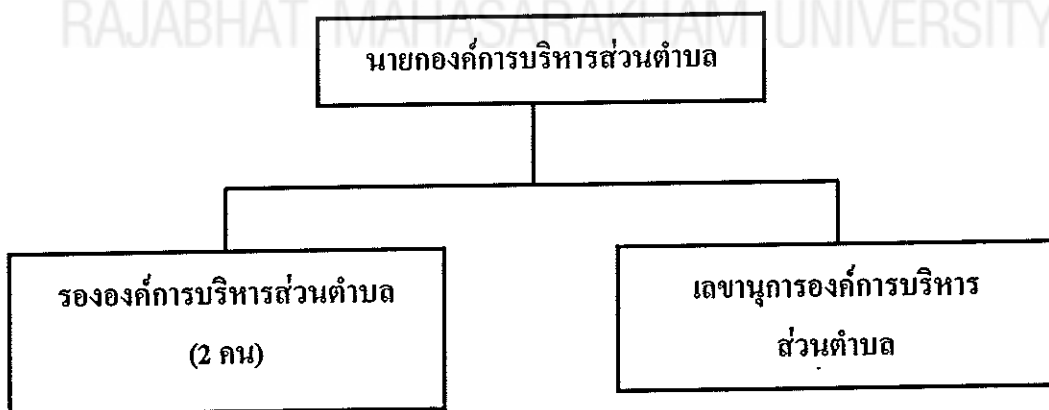 RAJABHAT MAHASARAKHAM UNIVERSITY
นายกองค์การบริหารส่วนตำบล
รององค์การบริหารส่วนตำบล
(2 คน)
เลขานุการองค์การบริหาร
ส่วนตำบล